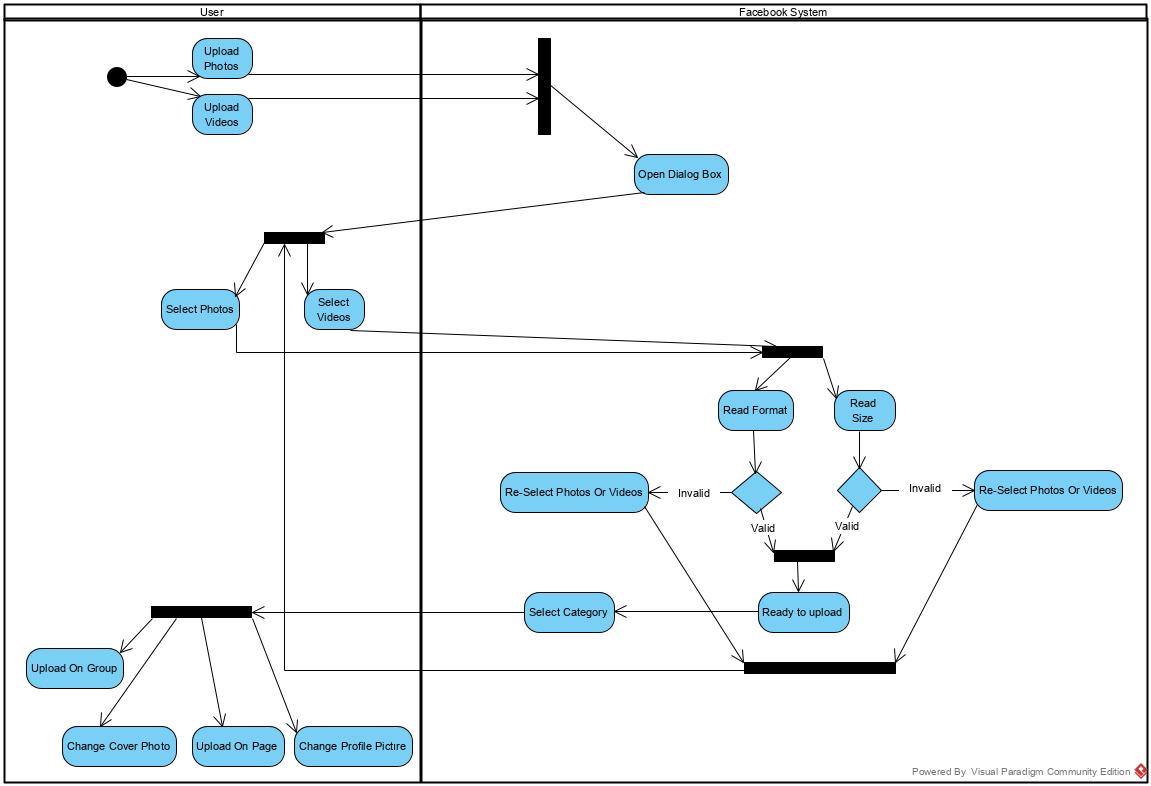 User
Facebook System
Upload
Photos
Upload
Videos
Open Dialog Box
Select Photos
Select
Videos
Read Format
Read
Size
Re-Select Photos Or Videos
Invalid
Invalid
Re-Select Photos Or Videos
Valid
Valid
Select Category
Ready to upload
Upload On Group
Change Cover Photo
Upload On Page
Change Profile Pictire
Powered By Visual Paradigm Community Edition